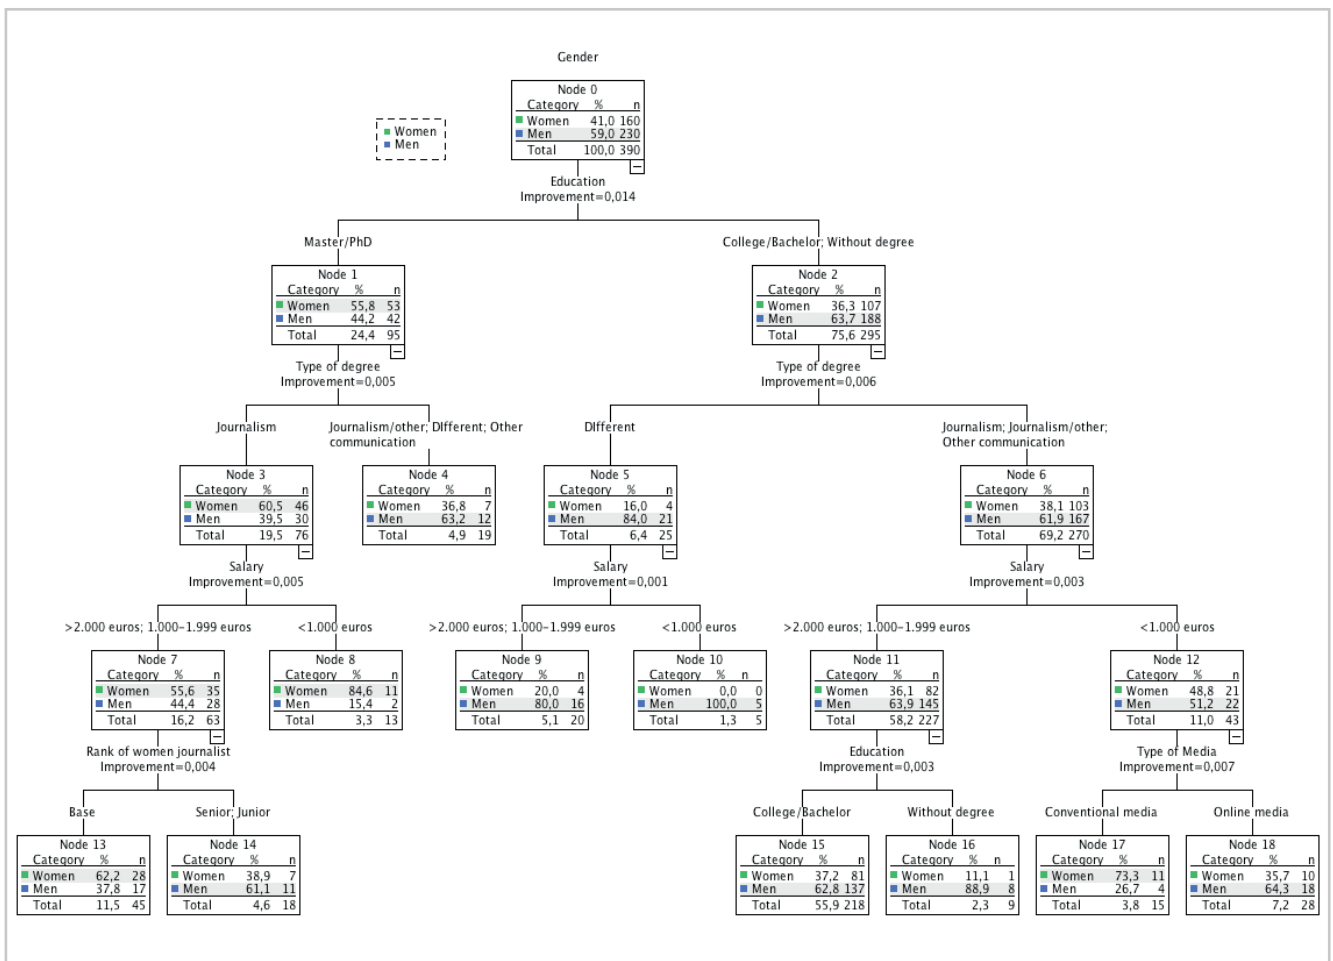 Gender
Node 0
Category % n
Women 41,0 160
Men 59,0 230
Total 100,0 390
Women
Men
Education
Improvement=0,014
Master/PhD
College/Bachelor; Without degree
Node 1
Category % n
Women 55,8 53
Men 44,2 42
Total 24,4 95
Node 2
Category % n
Women 36,3 107
Men 63,7 188
Total 75,6 295
Type of degree
Improvement=0,005
Type of degree
Improvement=0,006
Journalism
Journalism/other; DIfferent; Other
communication
DIfferent
Journalism; Journalism/other;
Other communication
Node 3
Category % n
Women 60,5 46
Men 39,5 30
Total 19,5 76
Node 4
Category % n
Women 36,8 7
Men 63,2 12
Total 4,9 19
Node 5
Category % n
Women 16,0 4
Men 84,0 21
Total 6,4 25
Node 6
Category % n
Women 38,1 103
Men 61,9 167
Total 69,2 270
Salary
Improvement=0,005
Salary
Improvement=0,001
Salary
Improvement=0,003
>2.000 euros; 1.000-1.999 euros
<1.000 euros
>2.000 euros; 1.000-1.999 euros
<1.000 euros
>2.000 euros; 1.000-1.999 euros
<1.000 euros
Node 7
Category % n
Women 55,6 35
Men 44,4 28
Total 16,2 63
Node 8
Category % n
Women 84,6 11
Men 15,4 2
Total 3,3 13
Node 9
Category % n
Women 20,0 4
Men 80,0 16
Total 5,1 20
Node 10
Category % n
Women 0,0 0
Men 100,0 5
Total 1,3 5
Node 11
Category % n
Women 36,1 82
Men 63,9 145
Total 58,2 227
Node 12
Category % n
Women 48,8 21
Men 51,2 22
Total 11,0 43
Rank of women journalist
Improvement=0,004
Education
Improvement=0,003
Type of Media
Improvement=0,007
Base
Senior; Junior
College/Bachelor
Without degree
Conventional media
Online media
Node 13
Category % n
Women 62,2 28
Men 37,8 17
Total 11,5 45
Node 14
Category % n
Women 38,9 7
Men 61,1 11
Total 4,6 18
Node 15
Category % n
Women 37,2 81
Men 62,8 137
Total 55,9 218
Node 16
Category % n
Women 11,1 1
Men 88,9 8
Total 2,3 9
Node 17
Category % n
Women 73,3 11
Men 26,7 4
Total 3,8 15
Node 18
Category % n
Women 35,7 10
Men 64,3 18
Total 7,2 28